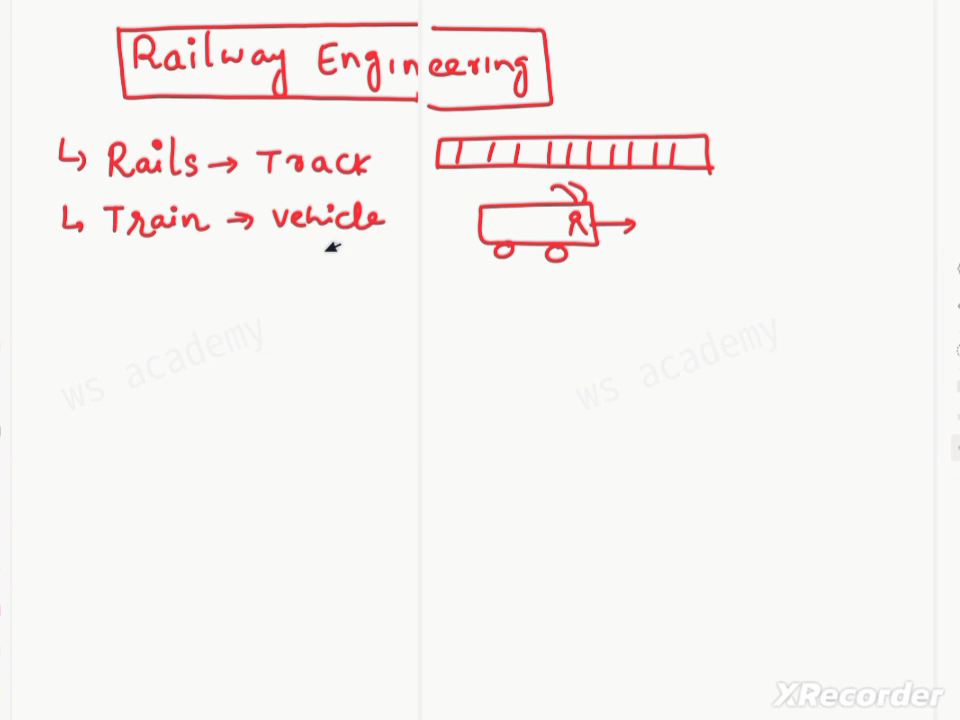 Railway Engineering
↳ Rails → Track
↳ Train → Vehicle
R
ws academy
ws academy
XRecorder